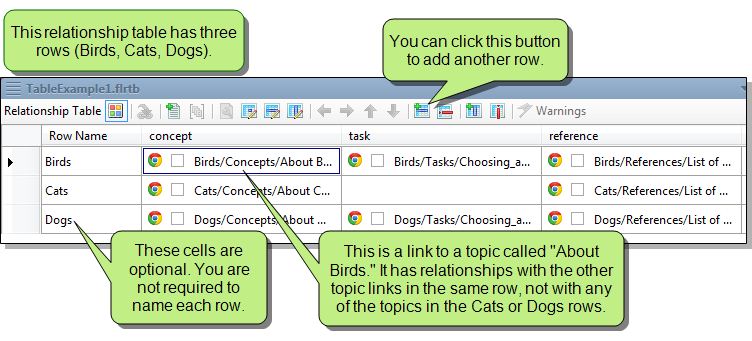 This relationship table has three
rows (Birds, Cats, Dogs).
You can click this button
to add another row.
TableExample1.flrtb
Relationship Table
Warnings
Row Name concept task reference
Birds Birds/Concepts/About B... Birds/Tasks/Choosing_a... Birds/References/List of ...
Cats Cats/Concepts/About C... Cats/References/List of ...
Dogs Dogs/Concepts/About ... Dogs/Tasks/Choosing_a... Dogs/References/List of ...
These cells are
optional. You are
not required to
name each row.
This is a link to a topic called "About
Birds." It has relationships with the other
topic links in the same row, not with any
of the topics in the Cats or Dogs rows.